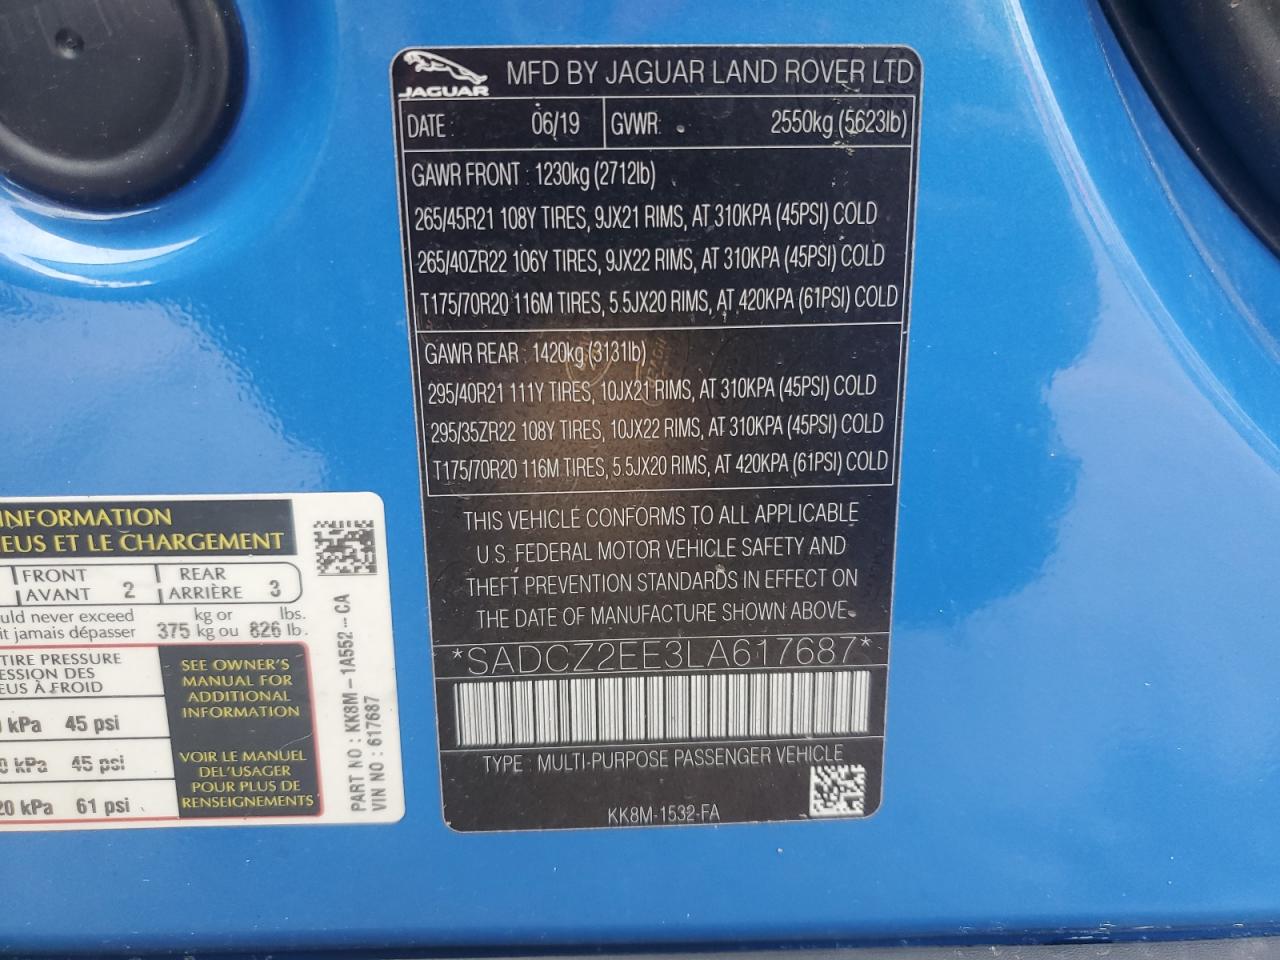 JAGUAR
MFD BY JAGUAR LAND ROVER LTD
DATE : 06/19 GVWR: 2550kg (5623lb)
GAWR FRONT : 1230kg (2712lb)
265/45R21 108Y TIRES, 9JX21 RIMS, AT 310KPA (45PSI) COLD
265/40ZR22 106Y TIRES, 9JX22 RIMS, AT 310KPA (45PSI) COLD
T175/70R20 116M TIRES, 5.5JX20 RIMS, AT 420KPA (61PSI) COLD
GAWR REAR : 1420kg (3131lb)
295/40R21 111Y TIRES, 10JX21 RIMS, AT 310KPA (45PSI) COLD
295/35ZR22 108Y TIRES, 10JX22 RIMS, AT 310KPA (45PSI) COLD
T175/70R20 116M TIRES, 5.5JX20 RIMS, AT 420KPA (61PSI) COLD
THIS VEHICLE CONFORMS TO ALL APPLICABLE
U.S. FEDERAL MOTOR VEHICLE SAFETY AND
THEFT PREVENTION STANDARDS IN EFFECT ON
THE DATE OF MANUFACTURE SHOWN ABOVE.
*SADCZ2EE3LA617687*
TYPE : MULTI-PURPOSE PASSENGER VEHICLE
KK8M-1532-FA
INFORMATION
EUS ET LE CHARGEMENT
FRONT 2 REAR 3
AVANT ARRIÈRE
uld never exceed kg or lbs.
it jamais dépasser 375 kg ou 826 lb.
TIRE PRESSURE
ESSION DES
EUS À FROID
kPa 45 psi
0 kPa 45 psi
20 kPa 61 psi
SEE OWNER'S
MANUAL FOR
ADDITIONAL
INFORMATION
VOIR LE MANUEL
DEL'USAGER
POUR PLUS DE
RENSEIGNEMENTS
PART NO : KK8M-1A552-CA
VIN NO : 617687